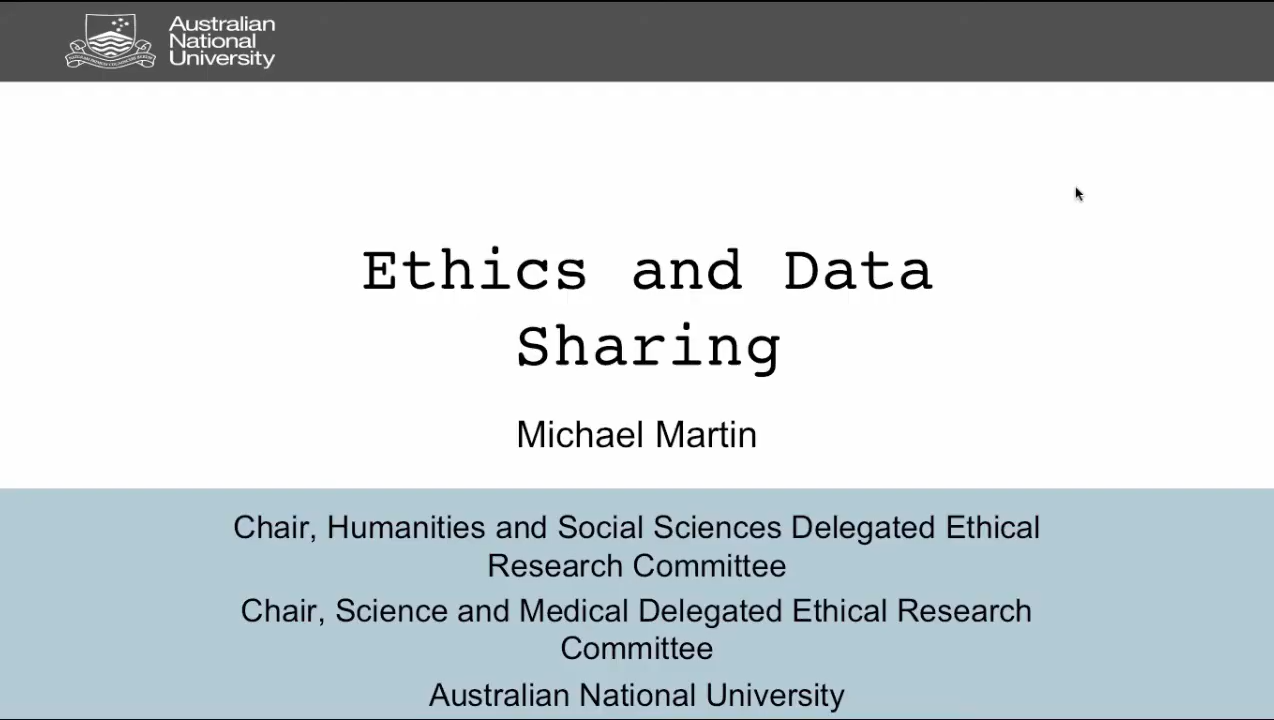 Australian
National
University
Ethics and Data
Sharing
Michael Martin
Chair, Humanities and Social Sciences Delegated Ethical
Research Committee
Chair, Science and Medical Delegated Ethical Research
Committee
Australian National University